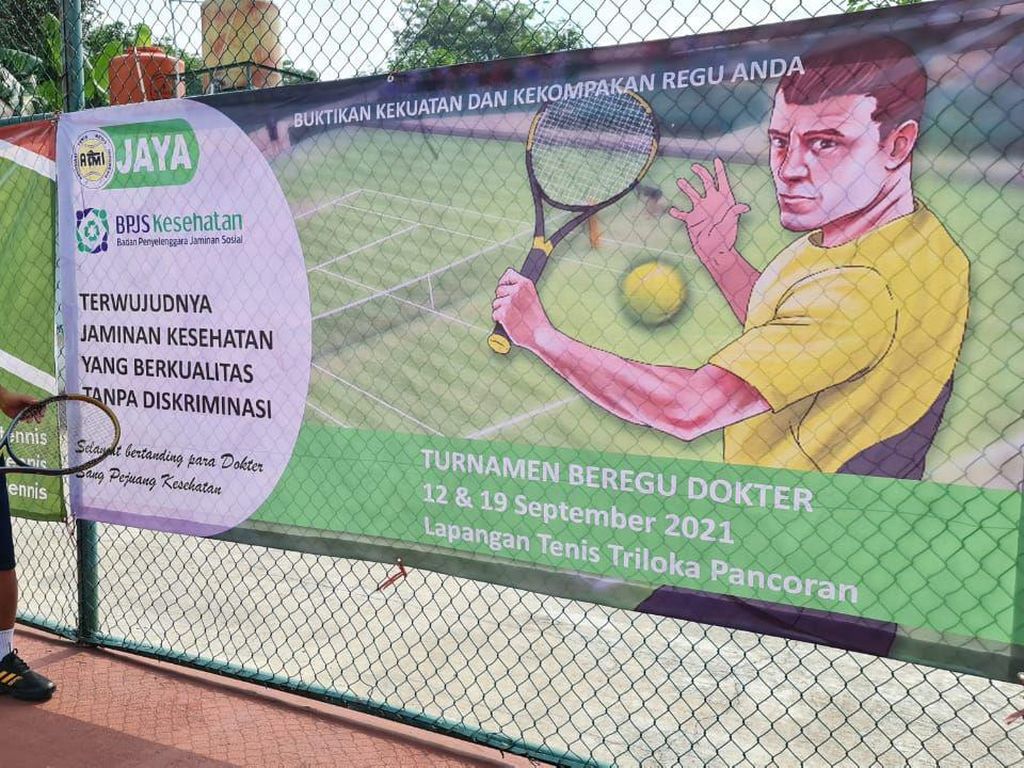 BUKTIKAN KEKUATAN DAN KEKOMPAKAN REGU ANDA
JAYA
BPJS Kesehatan
Badan Penyelenggara Jaminan Sosial
TERWUJUDNYA
JAMINAN KESEHATAN
YANG BERKUALITAS
TANPA DISKRIMINASI
Selamat bertanding para Dokter
Sang Pejuang Kesehatan
TURNAMEN BEREGU DOKTER
12 & 19 September 2021
Lapangan Tenis Triloka Pancoran
tennis
tennis